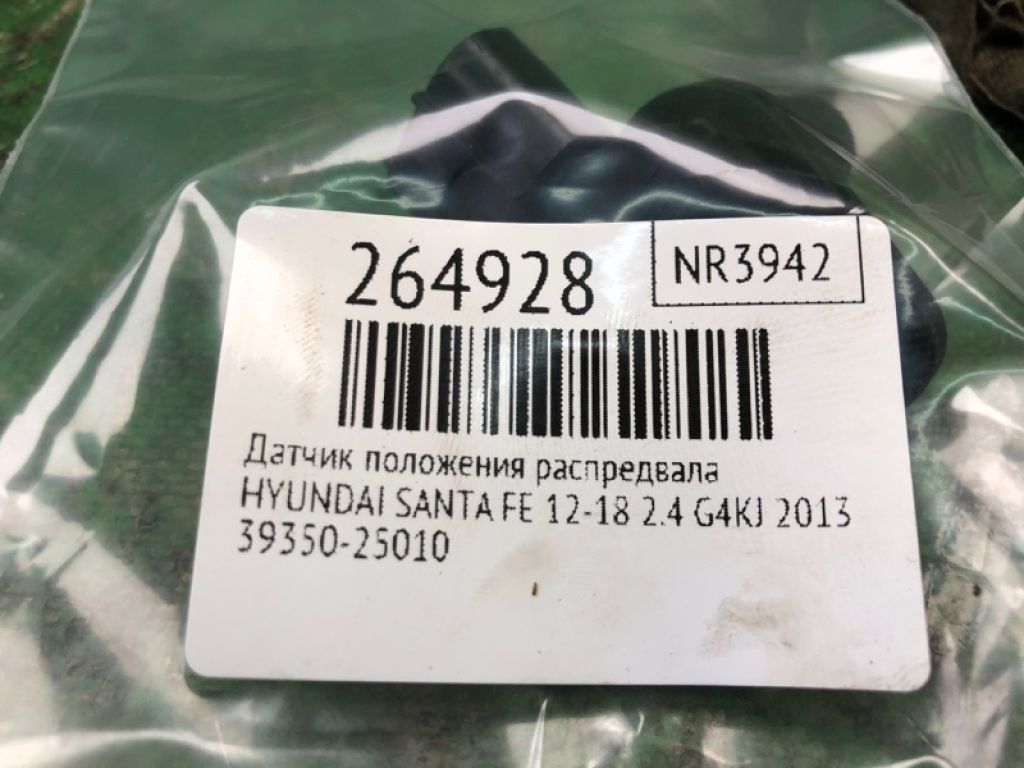 264928
NR3942
Датчик положения распредвала
HYUNDAI SANTA FE 12-18 2.4 G4KJ 2013
39350-25010